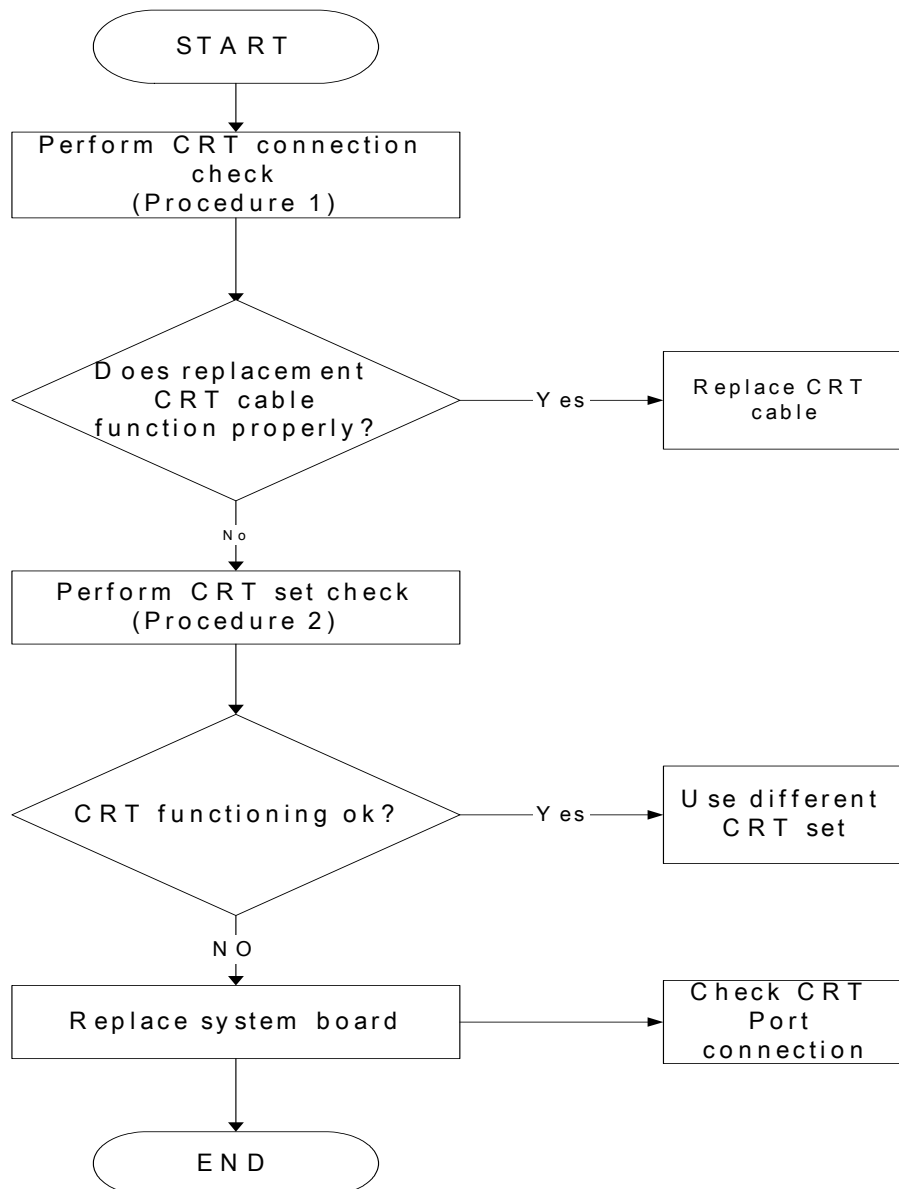 START
Perform CRT connection
check
(Procedure 1)
Does replacement
CRT cable
function properly?
Yes
Replace CRT
cable
No
Perform CRT set check
(Procedure 2)
CRT functioning ok?
Yes
Use different
CRT set
NO
Replace system board
Check CRT
Port
connection
END